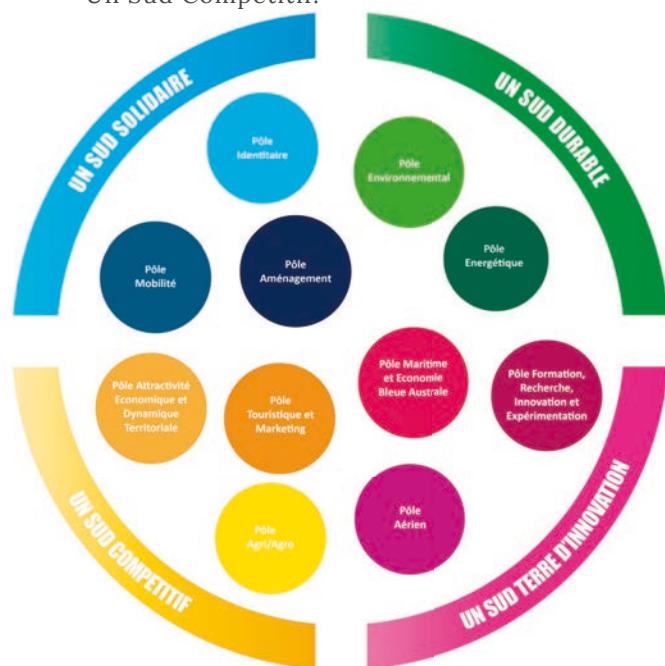 Un Sud Compétitif.
UN SUD SOLIDAIRE
Pôle
Identitaire
Pôle
Mobilité
Pôle
Aménagement
UN SUD DURABLE
Pôle
Environnemental
Pôle
Energétique
Pôle Attractivité
Economique et
Dynamique
Territoriale
Pôle
Touristique et
Marketing
Pôle
Agri/Agro
UN SUD COMPETITIF
Pôle Maritime
et Economie
Bleue Australe
Pôle Formation,
Recherche,
Innovation et
Expérimentation
Pôle
Aérien
UN SUD TERRE D'INNOVATION